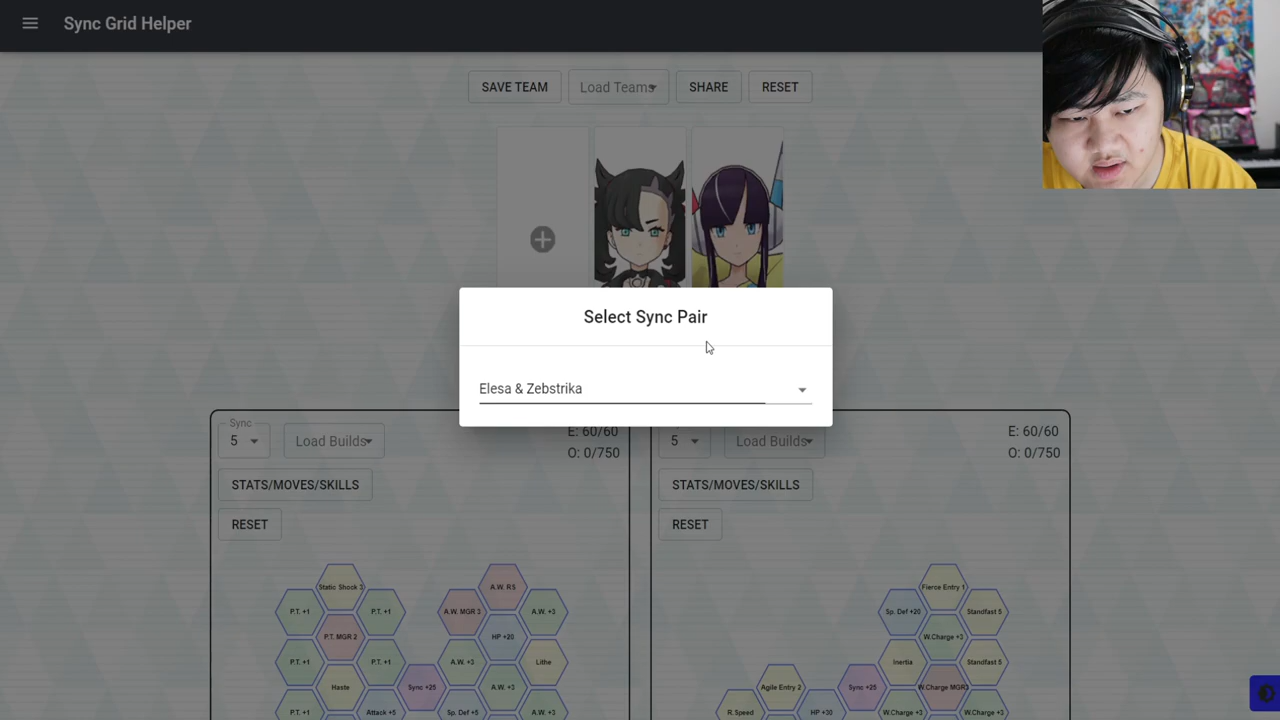 Sync Grid Helper
SAVE TEAM
Load Teams
SHARE
RESET
Select Sync Pair
Elesa & Zebstrika
Sync
5
Load Builds
E: 60/60
O: 0/750
STATS/MOVES/SKILLS
RESET
5
Load Builds
E: 60/60
O: 0/750
STATS/MOVES/SKILLS
RESET
Static Shock 3
A.W. R5
P.T. +1
P.T. +1
A.W. MGR 3
A.W. +3
P.T. MGR 2
HP +20
P.T. +1
P.T. +1
A.W. +3
Lithe
Haste
Sync +25
A.W. +3
P.T. +1
Attack +5
Sp. Def +5
A.W. +3
Fierce Entry 1
Sp. Def +20
Standfast 5
W.Charge +3
Inertia
Standfast 5
Agile Entry 2
Sync +25
W.Charge MGR3
R.Speed
HP +30
W.Charge +3
W.Charge +3